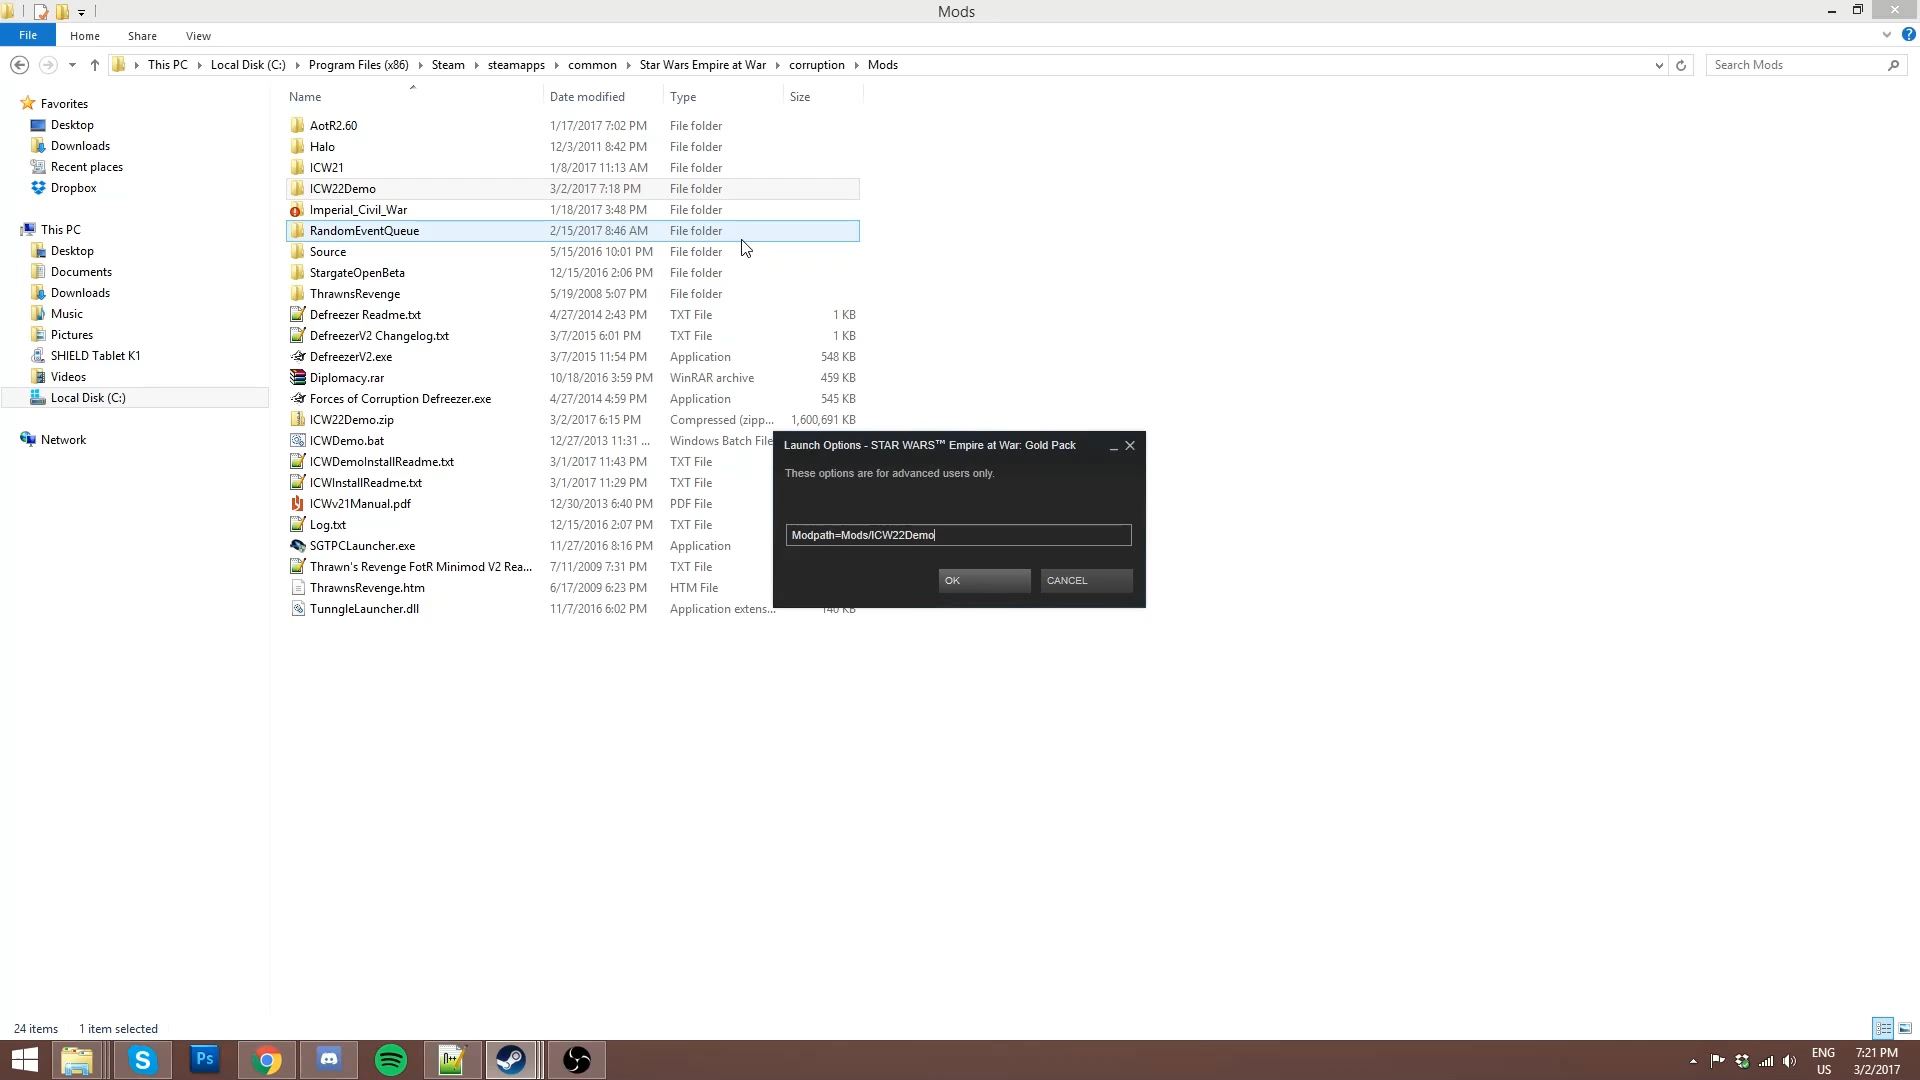 Mods
File Home Share View
This PC Local Disk (C:) Program Files (x86) Steam steamapps common Star Wars Empire at War corruption Mods
Search Mods
Name Date modified Type Size
Favorites
Desktop
Downloads
Recent places
Dropbox
This PC
Desktop
Documents
Downloads
Music
Pictures
SHIELD Tablet K1
Videos
Local Disk (C:)
Network
AotR2.60 1/17/2017 7:02 PM File folder
Halo 12/3/2011 8:42 PM File folder
ICW21 1/8/2017 11:13 AM File folder
ICW22Demo 3/2/2017 7:18 PM File folder
Imperial_Civil_War 1/18/2017 3:48 PM File folder
RandomEventQueue 2/15/2017 8:46 AM File folder
Source 5/15/2016 10:01 PM File folder
StargateOpenBeta 12/15/2016 2:06 PM File folder
ThrawnsRevenge 5/19/2008 5:07 PM File folder
Defreezer Readme.txt 4/27/2014 2:43 PM TXT File 1 KB
DefreezerV2 Changelog.txt 3/7/2015 6:01 PM TXT File 1 KB
DefreezerV2.exe 3/7/2015 11:54 PM Application 548 KB
Diplomacy.rar 10/18/2016 3:59 PM WinRAR archive 459 KB
Forces of Corruption Defreezer.exe 4/27/2014 4:59 PM Application 545 KB
ICW22Demo.zip 3/2/2017 6:15 PM Compressed (zipp... 1,600,691 KB
ICWDemo.bat 12/27/2013 11:31 ... Windows Batch File
ICWDemoInstallReadme.txt 3/1/2017 11:43 PM TXT File
ICWInstallReadme.txt 3/1/2017 11:29 PM TXT File
ICWv21Manual.pdf 12/30/2013 6:40 PM PDF File
Log.txt 12/15/2016 2:07 PM TXT File
SGTPCLauncher.exe 11/27/2016 8:16 PM Application
Thrawn's Revenge FotR Minimod V2 Rea... 7/11/2009 7:31 PM TXT File
ThrawnsRevenge.htm 6/17/2009 6:23 PM HTM File
TunngleLauncher.dll 11/7/2016 6:02 PM Application extens... 140 KB
Launch Options - STAR WARS™ Empire at War: Gold Pack
These options are for advanced users only.
Modpath=Mods/ICW22Demo
OK CANCEL
24 items 1 item selected
Ps
ENG 7:21 PM
US 3/2/2017